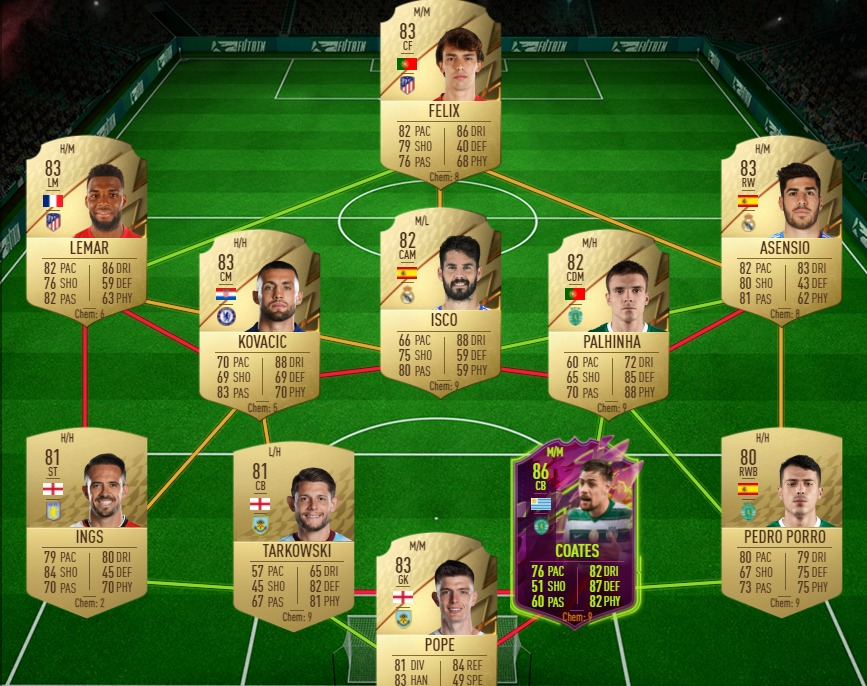 M/M
83
CF
FELIX
82 PAC 86 DRI
79 SHO 40 DEF
76 PAS 68 PHY
Chem: 8
FUTBIN FUTBIN FUTBIN FUTBIN
H/M
83
LM
LEMAR
82 PAC 86 DRI
76 SHO 59 DEF
82 PAS 63 PHY
Chem: 6
H/M
83
RW
ASENSIO
82 PAC 83 DRI
80 SHO 43 DEF
81 PAS 62 PHY
Chem: 8
H/H
83
CM
KOVACIC
70 PAC 88 DRI
69 SHO 69 DEF
83 PAS 70 PHY
Chem: 5
M/L
82
CAM
ISCO
66 PAC 88 DRI
75 SHO 59 DEF
80 PAS 59 PHY
Chem: 9
M/H
82
CDM
PALHINHA
60 PAC 72 DRI
65 SHO 85 DEF
70 PAS 88 PHY
Chem: 9
H/H
81
ST
INGS
79 PAC 80 DRI
84 SHO 45 DEF
70 PAS 70 PHY
Chem: 2
L/H
81
CB
TARKOWSKI
57 PAC 65 DRI
45 SHO 82 DEF
67 PAS 81 PHY
Chem: 9
M/M
83
GK
POPE
81 DIV 84 REF
83 HAN 49 SPE
M/M
86
CB
COATES
76 PAC 82 DRI
51 SHO 87 DEF
60 PAS 82 PHY
Chem: 9
H/H
80
RWB
PEDRO PORRO
80 PAC 79 DRI
67 SHO 75 DEF
73 PAS 75 PHY
Chem: 9